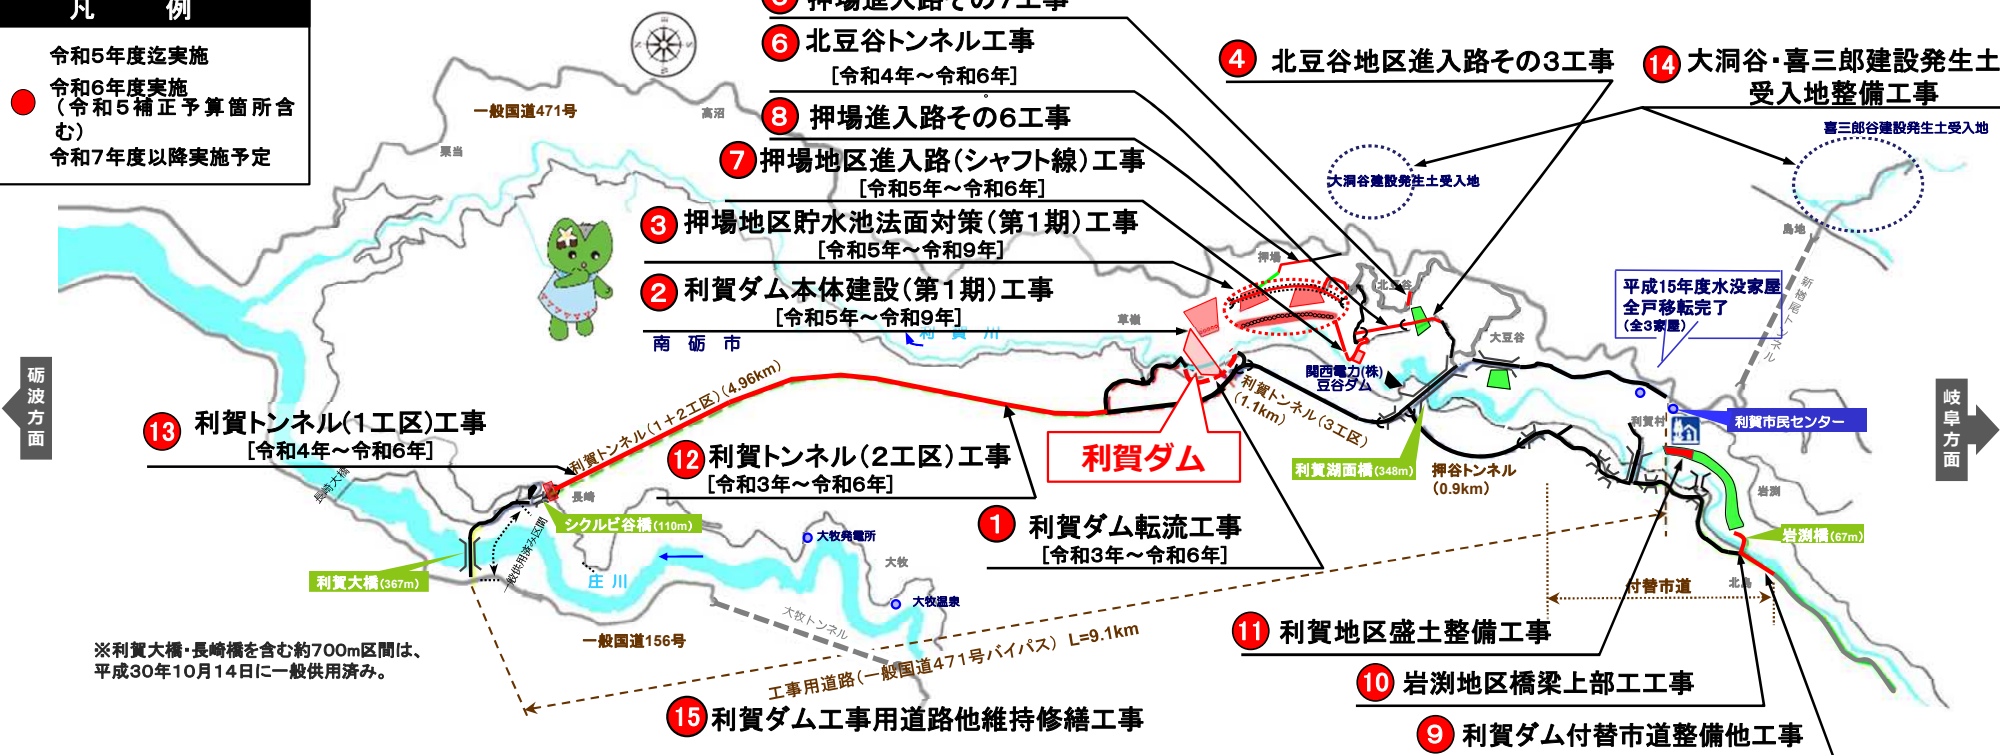 凡 例
令和5年度迄実施
令和6年度実施
(令和5補正予算箇所含
む)
令和7年度以降実施予定
押場進入路その7工事
6 北豆谷トンネル工事
[令和4年～令和6年]
8 押場進入路その6工事
7 押場地区進入路(シャフト線)工事
[令和5年～令和6年]
3 押場地区貯水池法面対策(第1期)工事
[令和5年～令和9年]
2 利賀ダム本体建設(第1期)工事
[令和5年～令和9年]
4 北豆谷地区進入路その3工事
14 大洞谷・喜三郎建設発生土
受入地整備工事
喜三郎谷建設発生土受入地
大洞谷建設発生土受入地
一般国道471号
高沼
栗当
島地
新楢尾トンネル
押場
(北豆谷)
草嶺
大豆谷
利賀川
南砺市
平成15年度水没家屋
全戸移転完了
(全3家屋)
関西電力(株)
豆谷ダム
砺波方面
岐阜方面
利賀トンネル(1+2工区)(4.96km)
利賀トンネル(3工区)
(1.1km)
利賀ダム
利賀村
利賀市民センター
13 利賀トンネル(1工区)工事
[令和4年～令和6年]
12 利賀トンネル(2工区)工事
[令和3年～令和6年]
1 利賀ダム転流工事
[令和3年～令和6年]
利賀湖面橋(348m)
押谷トンネル
(0.9km)
岩渕
岩渕橋(67m)
長崎大橋
長崎
シクルビ谷橋(110m)
一般供用済み区間
利賀大橋(367m)
大牧発電所
大牧
大牧温泉
庄川
大牧トンネル
一般国道156号
北島
付替市道
工事用道路(一般国道471号バイパス) L=9.1km
※利賀大橋・長崎橋を含む約700m区間は、
平成30年10月14日に一般供用済み。
11 利賀地区盛土整備工事
10 岩渕地区橋梁上部工工事
15 利賀ダム工事用道路他維持修繕工事
9 利賀ダム付替市道整備他工事